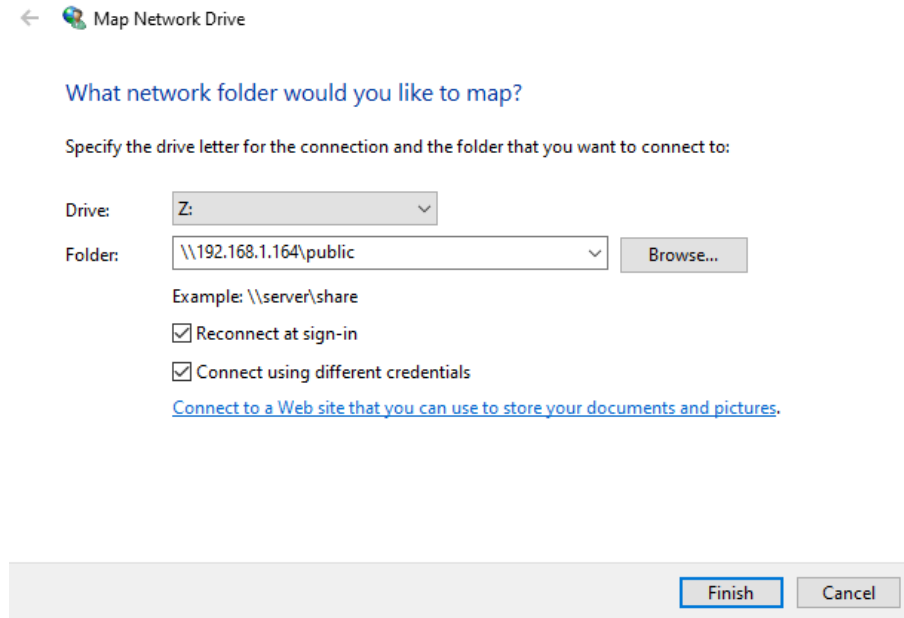 Map Network Drive
What network folder would you like to map?
Specify the drive letter for the connection and the folder that you want to connect to:
Drive: Z:
Folder: \\192.168.1.164\public Browse...
Example: \\server\share
Reconnect at sign-in
Connect using different credentials
Connect to a Web site that you can use to store your documents and pictures.
Finish Cancel